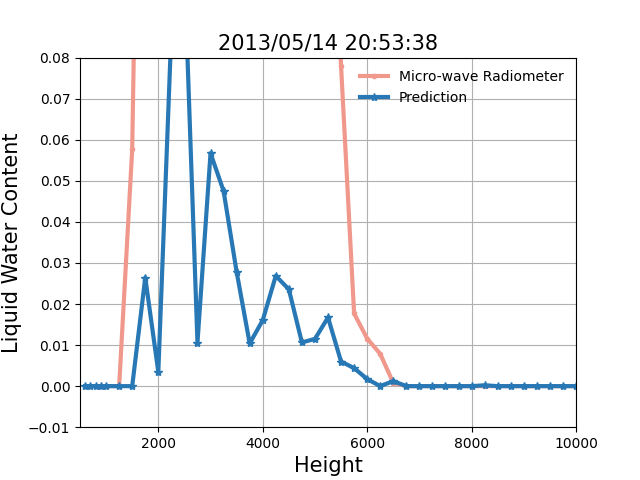 2013/05/14 20:53:38
Micro-wave Radiometer
Prediction
Liquid Water Content
0.08
0.07
0.06
0.05
0.04
0.03
0.02
0.01
0.00
−0.01
2000 4000 6000 8000 10000
Height